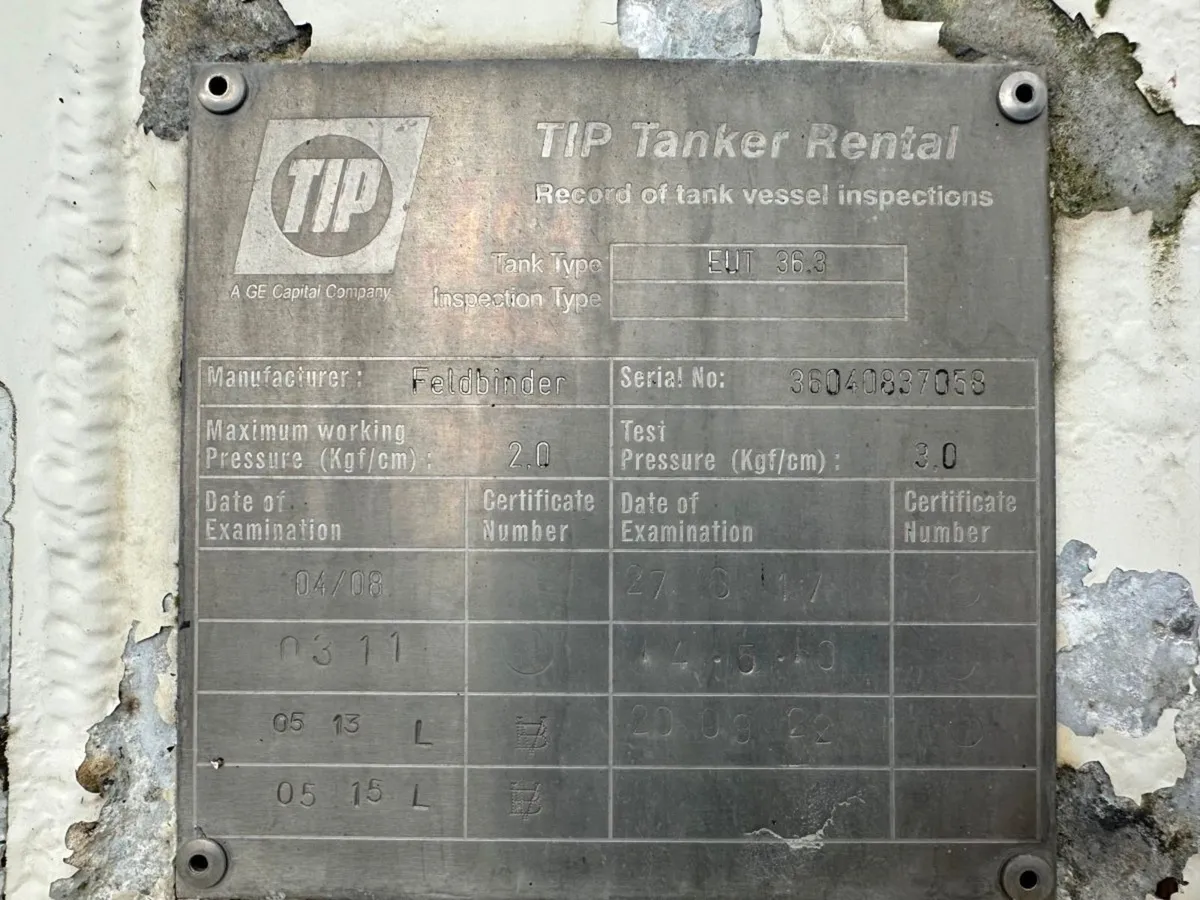 TIP
A GE Capital Company
TIP Tanker Rental
Record of tank vessel inspections
Tank Type EUT 36.3
Inspection Type
Manufacturer: Feldbinder Serial No: 36040837058
Maximum working Pressure (Kgf/cm): 2.0 Test Pressure (Kgf/cm): 3.0
Date of Examination Certificate Number Date of Examination Certificate Number
04/08 27
03 11
05 13 L
05 15 L